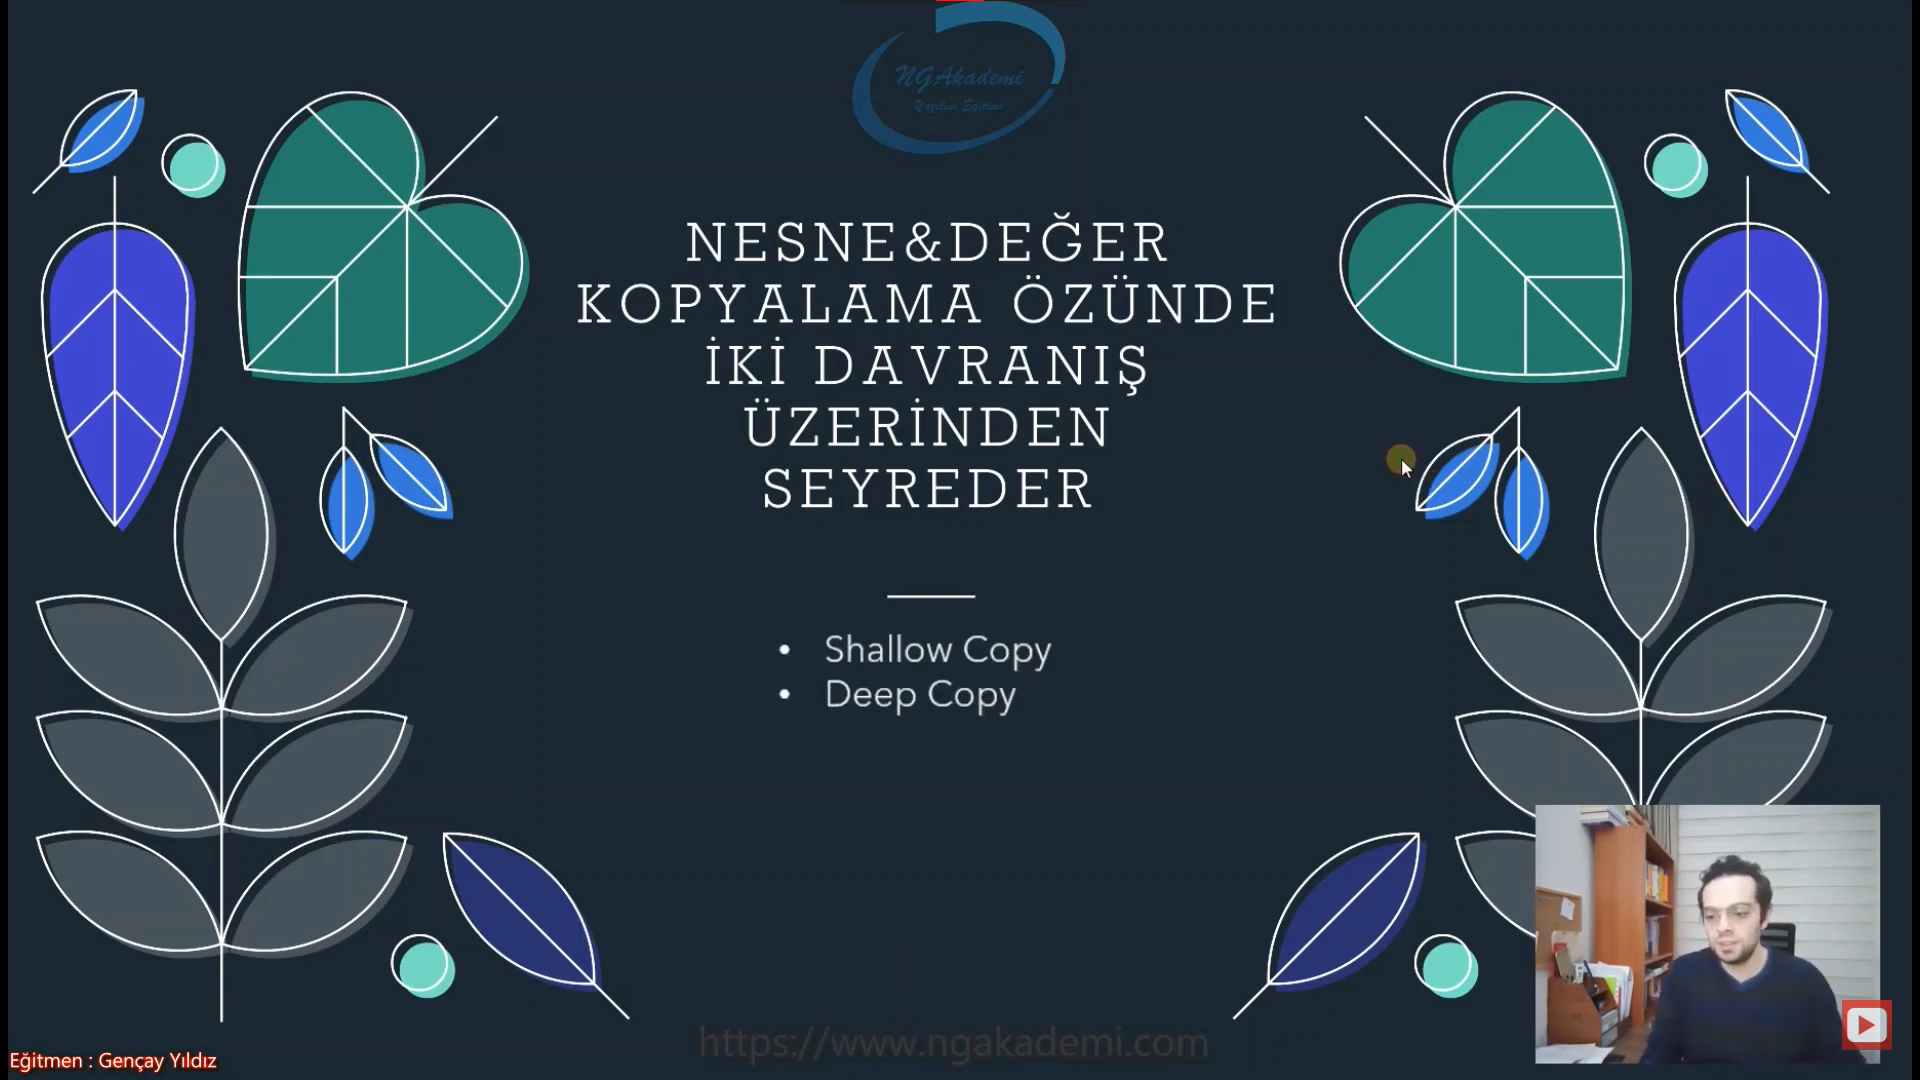 NGAkademi
Yazılım Eğitimi
NESNE&DEĞER
KOPYALAMA ÖZÜNDE
İKİ DAVRANIŞ
ÜZERİNDEN
SEYREDER
• Shallow Copy
• Deep Copy
https://www.ngakademi.com
Eğitmen : Gençay Yıldız